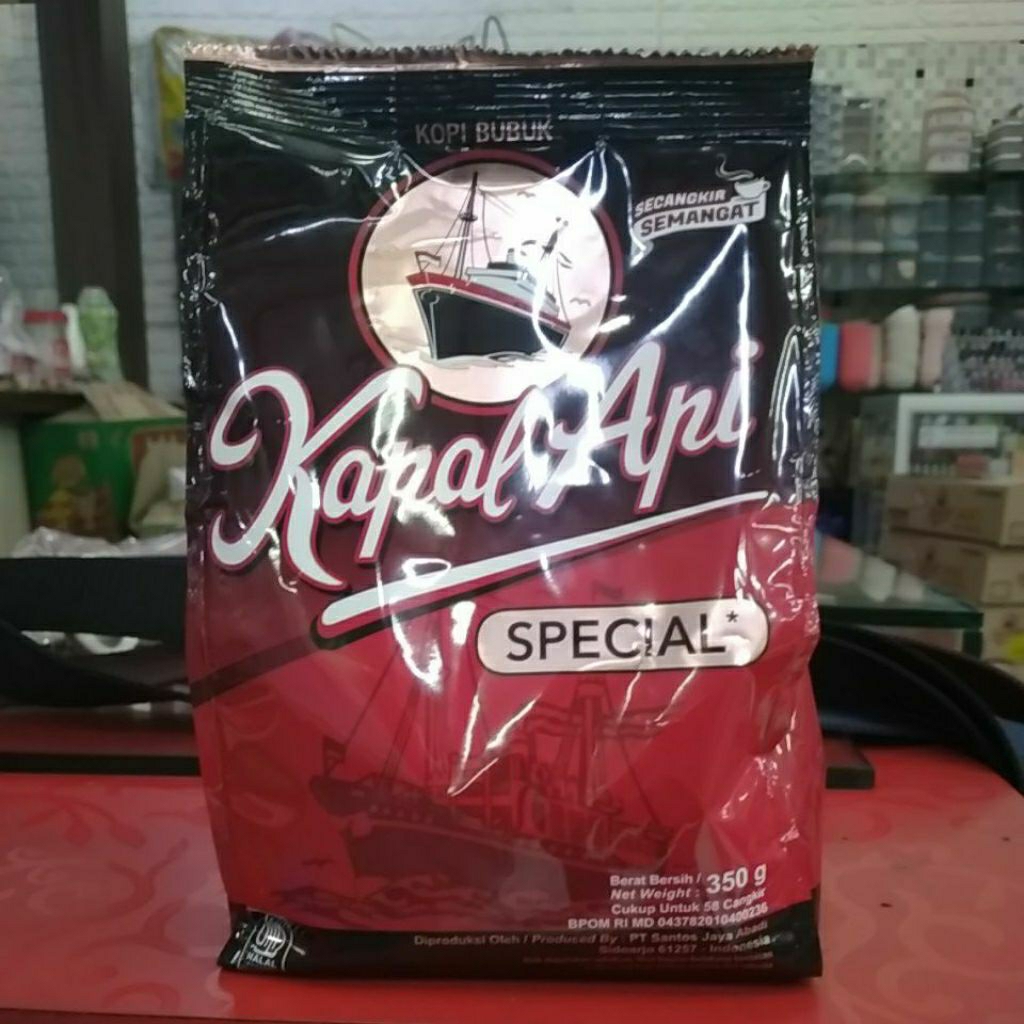 KOPI BUBUK
SECANGKIR
SEMANGAT
Kapal Api
SPECIAL*
Berat Bersih /
Net Weight : 350 g
Cukup Untuk 58 Cangkir
BPOM RI MD 043782010400236
Diproduksi Oleh / Produced By : PT Santos Jaya Abadi
Sidoarjo 61257 - Indonesia
HALAL